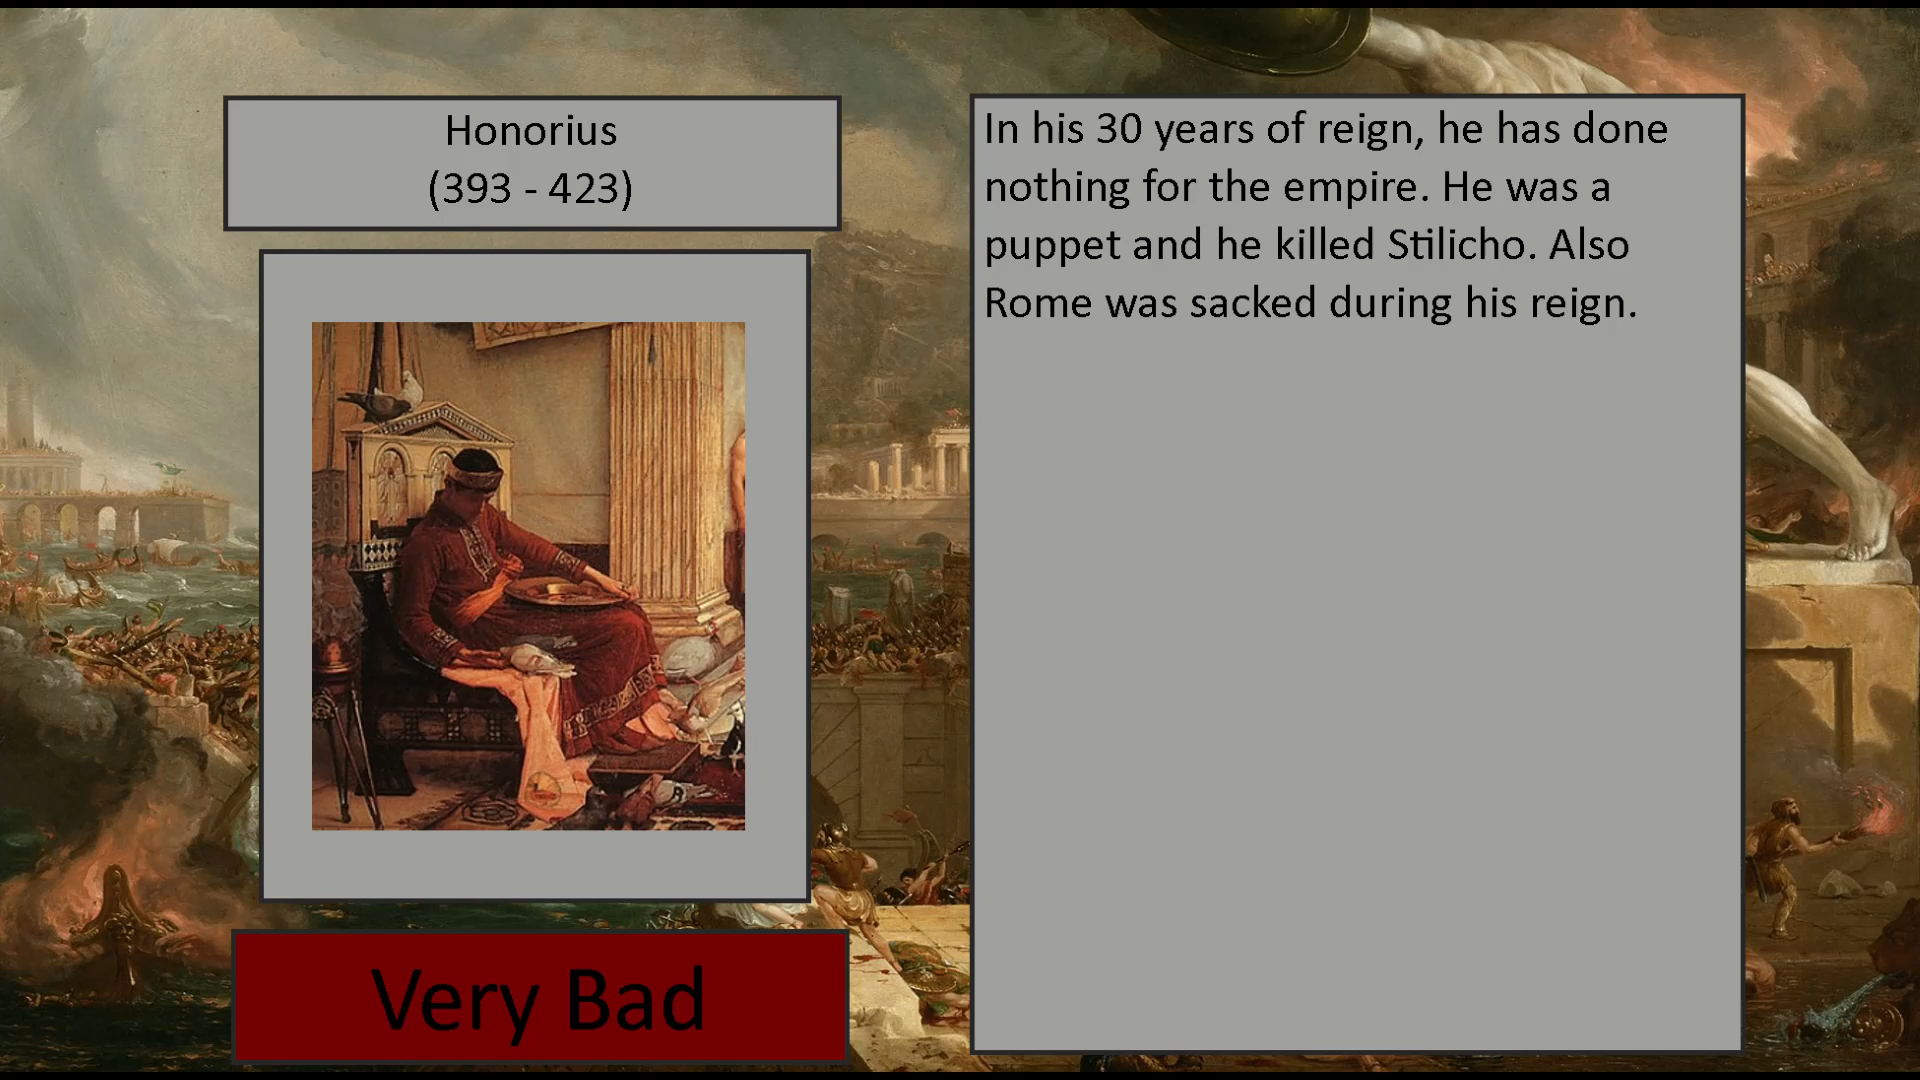 Honorius
(393 - 423)
In his 30 years of reign, he has done
nothing for the empire. He was a
puppet and he killed Stilicho. Also
Rome was sacked during his reign.
Very Bad